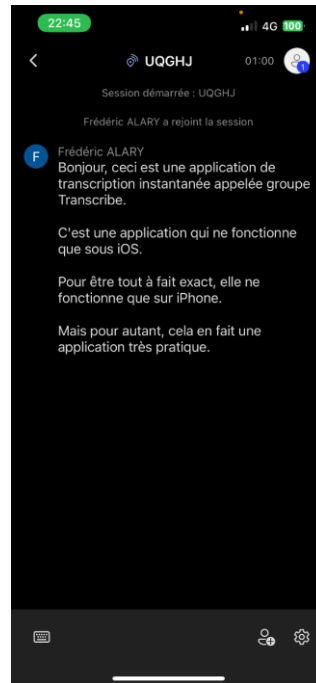 22:45
4G 100
UQGHJ
01:00
1
Session démarrée : UQGHJ
Frédéric ALARY a rejoint la session
F
Frédéric ALARY
Bonjour, ceci est une application de
transcription instantanée appelée groupe
Transcribe.
C'est une application qui ne fonctionne
que sous iOS.
Pour être tout à fait exact, elle ne
fonctionne que sur iPhone.
Mais pour autant, cela en fait une
application très pratique.